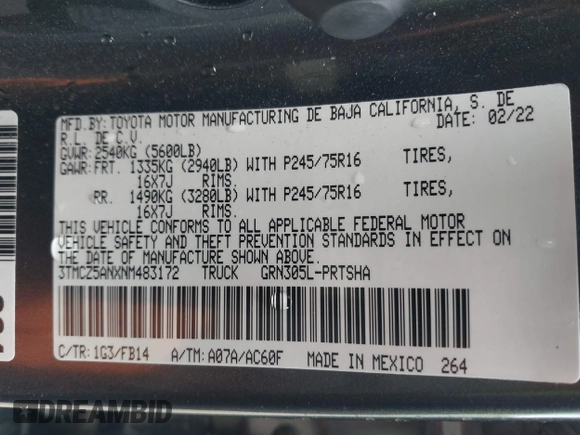 MFD.BY: TOYOTA MOTOR MANUFACTURING DE BAJA CALIFORNIA, S. DE
R.L. DE C.V. DATE: 02/22
GVWR: 2540KG (5600LB)
GAWR: FRT. 1335KG (2940LB) WITH P245/75R16 TIRES,
16X7J RIMS.
RR. 1490KG (3280LB) WITH P245/75R16 TIRES,
16X7J RIMS.
THIS VEHICLE CONFORMS TO ALL APPLICABLE FEDERAL MOTOR
VEHICLE SAFETY AND THEFT PREVENTION STANDARDS IN EFFECT ON
THE DATE OF MANUFACTURE SHOWN ABOVE.
3TMCZ5ANXNM483172 TRUCK GRN305L-PRTSHA
C/TR: 1G3/FB14 A/TM: A07A/AC60F MADE IN MEXICO 264
DREAMBID